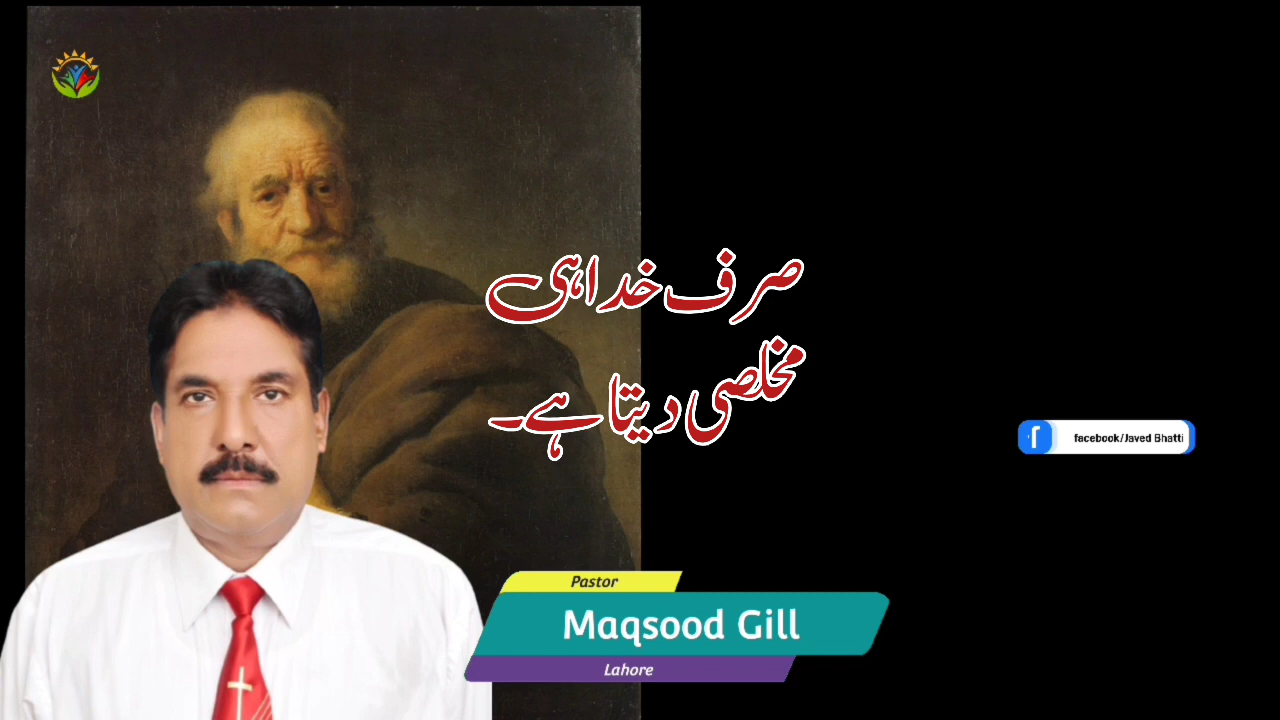 صرف خدا ہی
مخلصی دیتا ہے۔
facebook/Javed Bhatti
Pastor
Maqsood Gill
Lahore